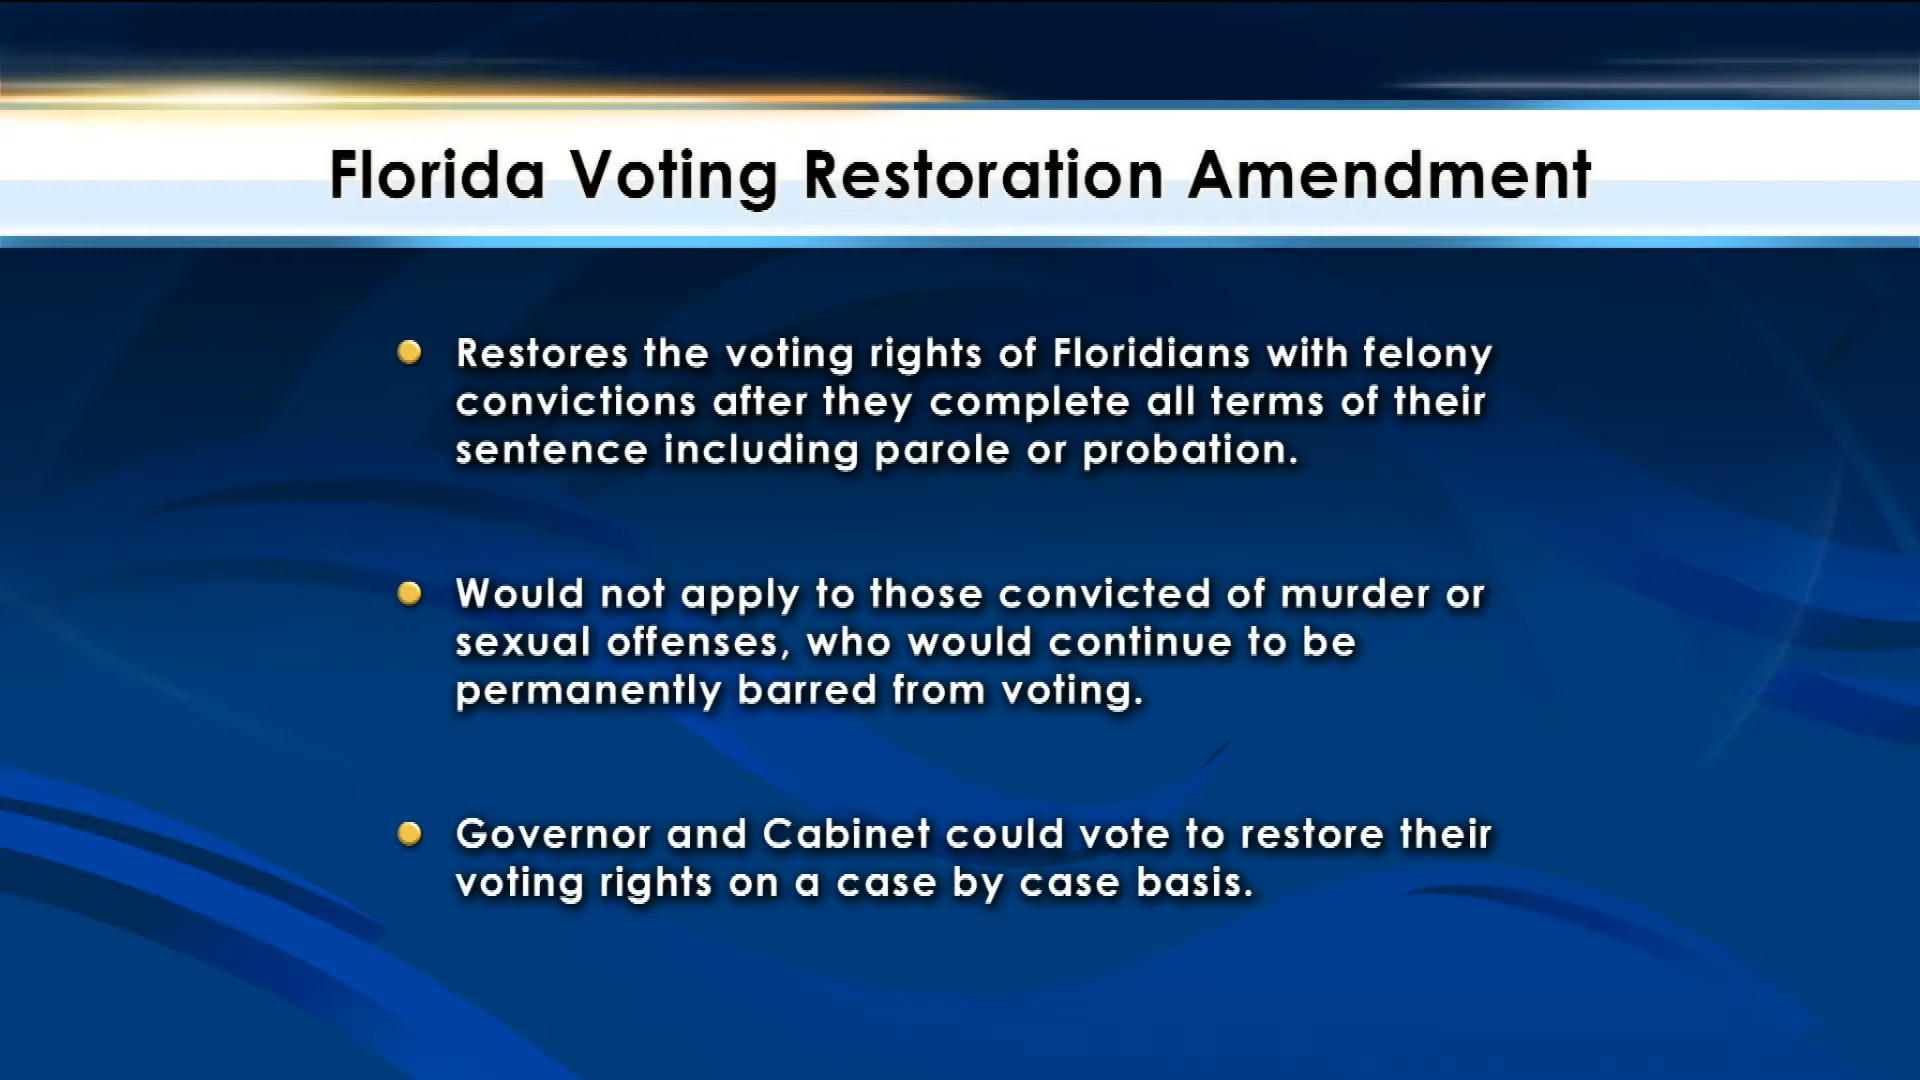 Florida Voting Restoration Amendment
Restores the voting rights of Floridians with felony
convictions after they complete all terms of their
sentence including parole or probation.
Would not apply to those convicted of murder or
sexual offenses, who would continue to be
permanently barred from voting.
Governor and Cabinet could vote to restore their
voting rights on a case by case basis.